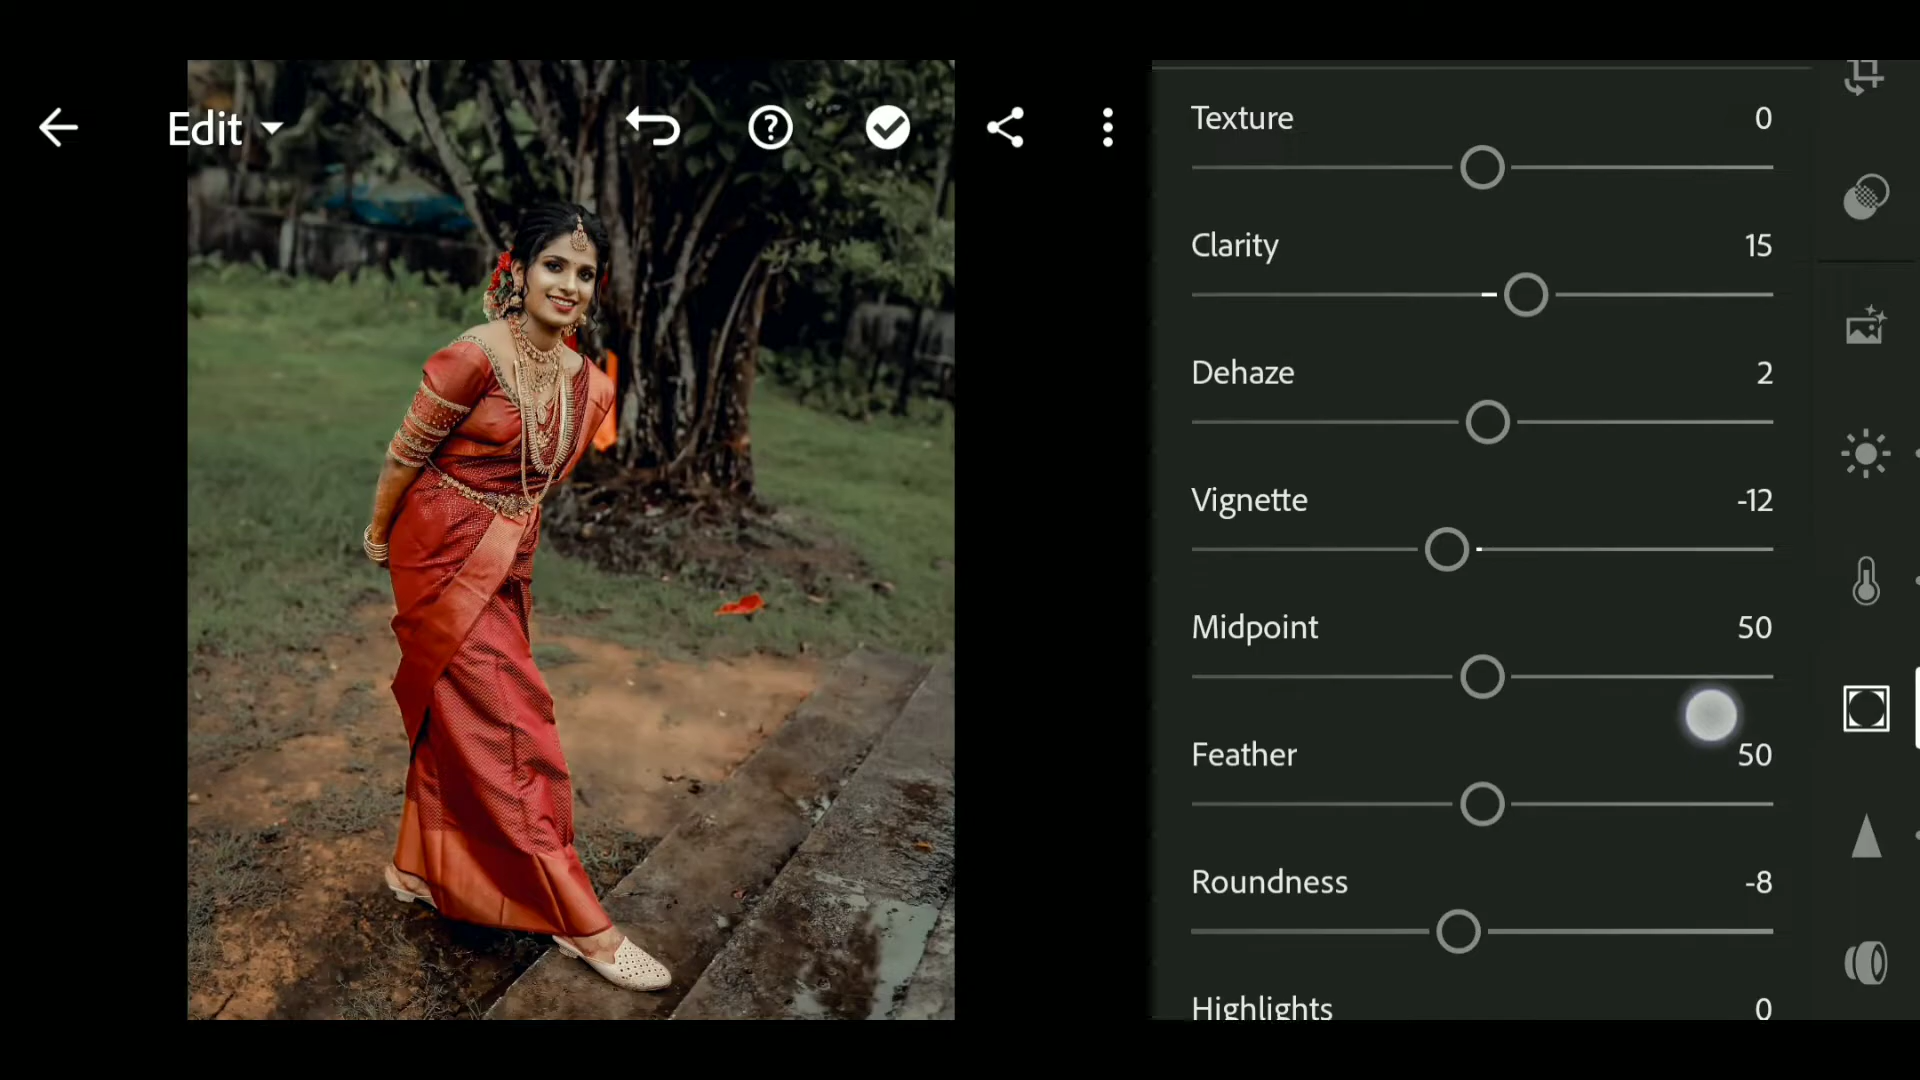 Edit
Texture 0
Clarity 15
Dehaze 2
Vignette -12
Midpoint 50
Feather 50
Roundness -8
Highlights 0